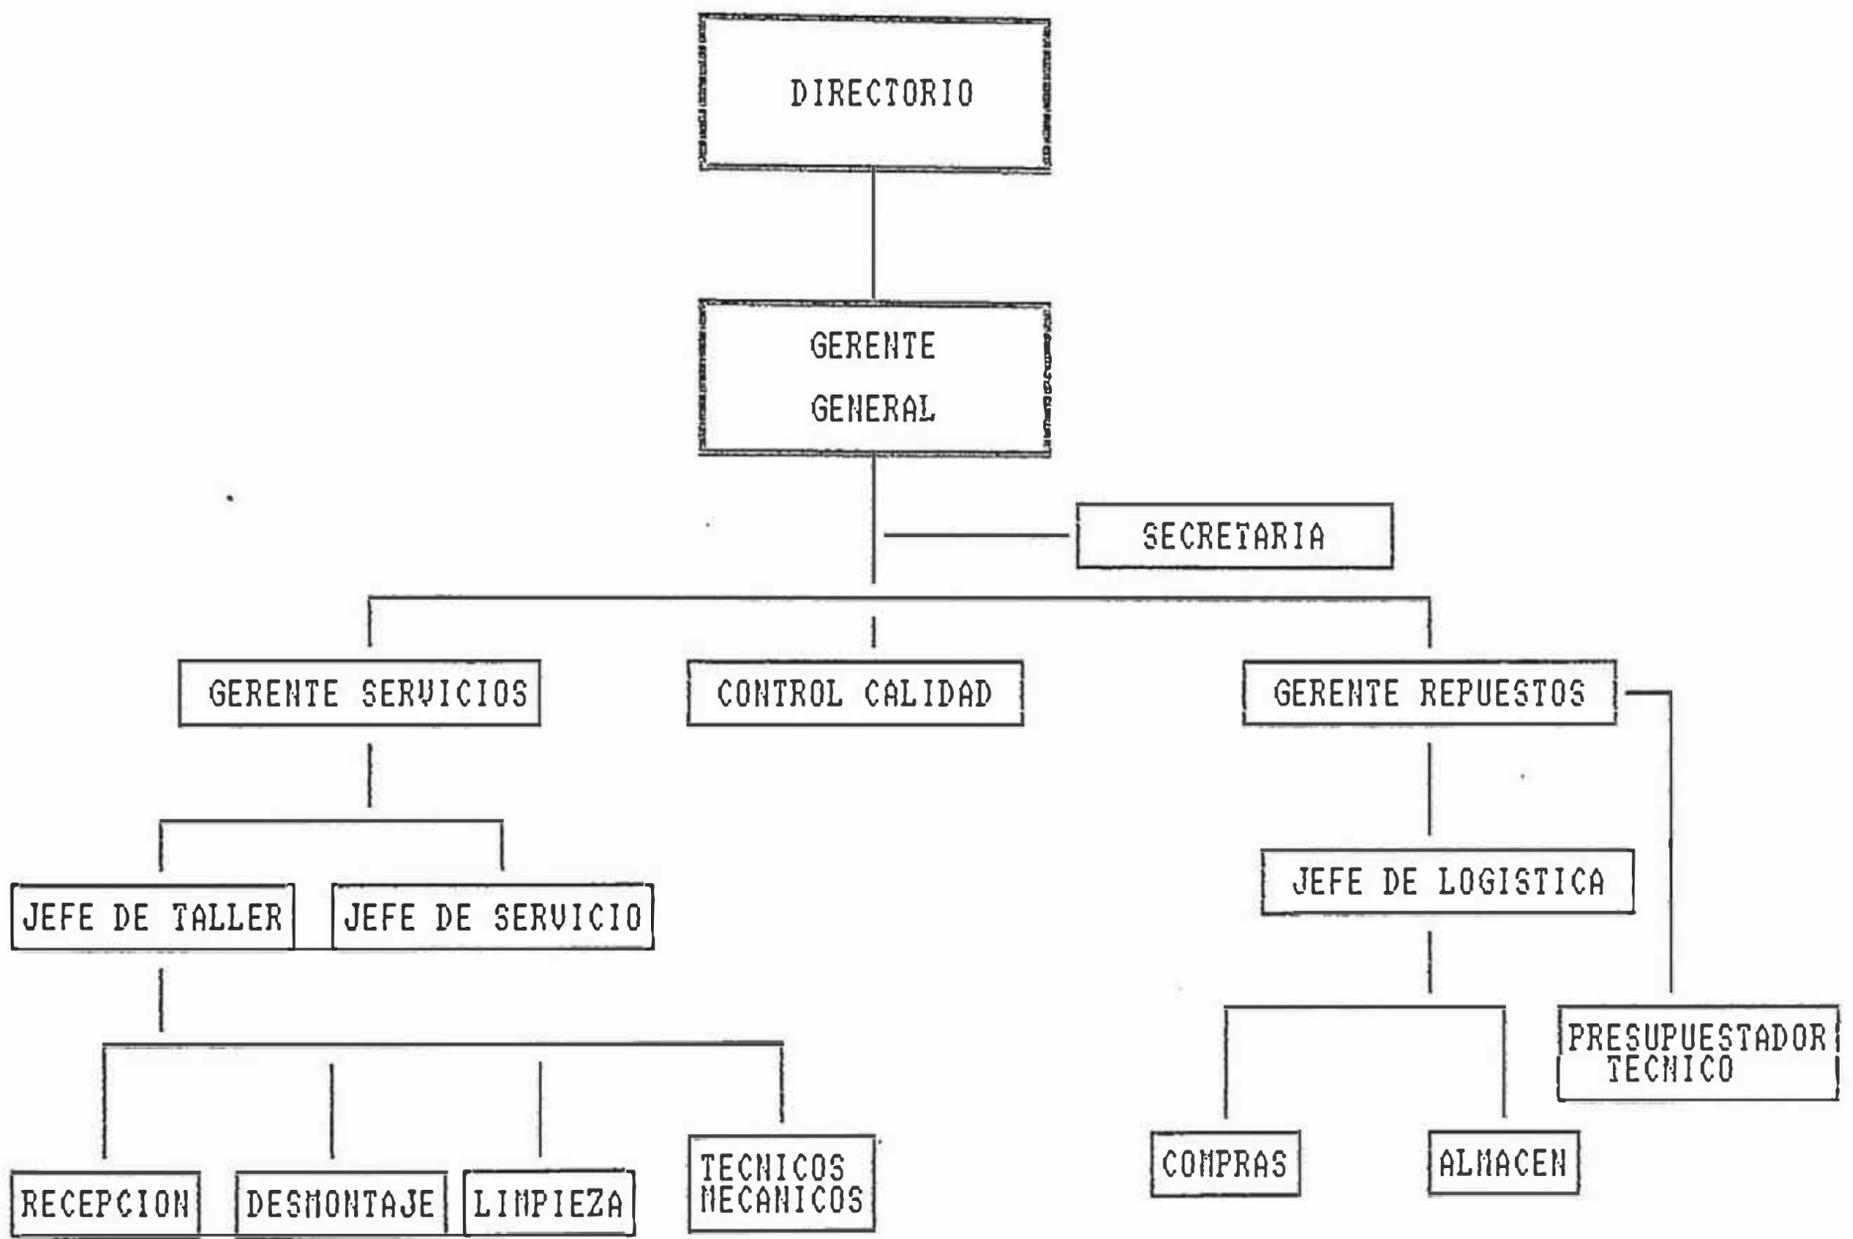 DIRECTORIO
GERENTE
GENERAL
SECRETARIA
GERENTE SERVICIOS
CONTROL CALIDAD
GERENTE REPUESTOS
JEFE DE TALLER
JEFE DE SERVICIO
JEFE DE LOGISTICA
PRESUPUESTADOR
TECNICO
RECEPCION
DESMONTAJE
LIMPIEZA
TECNICOS
MECANICOS
COMPRAS
ALMACEN